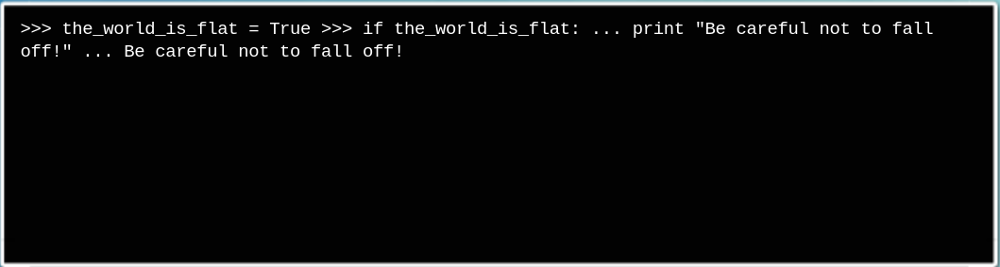 >>> the_world_is_flat = True >>> if the_world_is_flat: ... print "Be careful not to fall
off!" ... Be careful not to fall off!